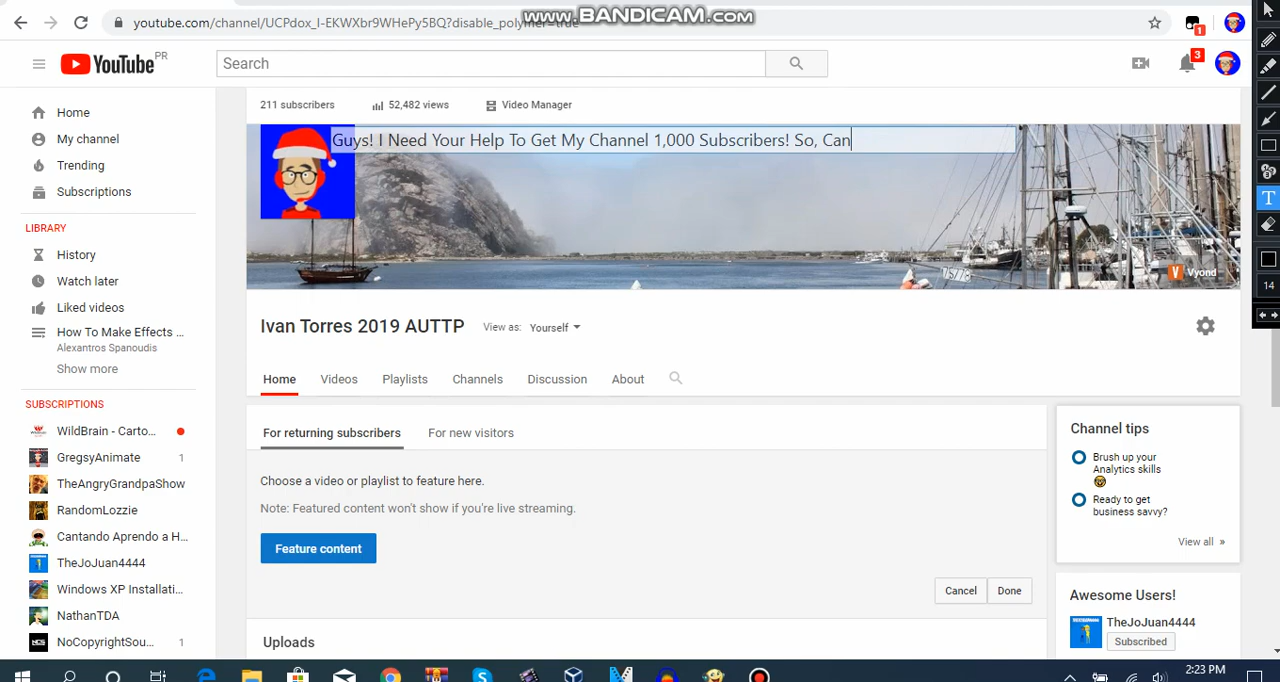 youtube.com/channel/UCPdox_I-EKWXbr9WHePy5BQ?disable_polymer=true
www.BANDICAM.com
1
YouTube PR
Search
3
Home
My channel
Trending
Subscriptions
LIBRARY
History
Watch later
Liked videos
How To Make Effects ...
Alexantros Spanoudis
Show more
SUBSCRIPTIONS
WildBrain - Carto...
GregsyAnimate 1
TheAngryGrandpaShow
RandomLozzie
Cantando Aprendo a H...
TheJoJuan4444
Windows XP Installati...
NathanTDA
NoCopyrightSou... 1
211 subscribers
52,482 views
Video Manager
Guys! I Need Your Help To Get My Channel 1,000 Subscribers! So, Can
Vyond
Ivan Torres 2019 AUTTP
View as: Yourself
Home
Videos
Playlists
Channels
Discussion
About
For returning subscribers
For new visitors
Choose a video or playlist to feature here.
Note: Featured content won't show if you're live streaming.
Feature content
Cancel
Done
Uploads
Channel tips
Brush up your
Analytics skills
Ready to get
business savvy?
View all »
Awesome Users!
TheJoJuan4444
Subscribed
T
14
2:23 PM